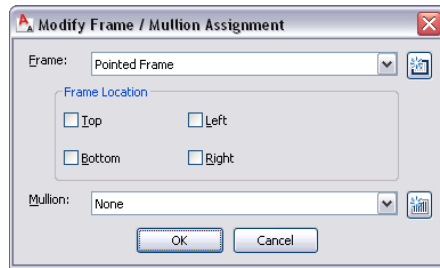 Modify Frame / Mullion Assignment
Frame: Pointed Frame
Frame Location
Top Left
Bottom Right
Mullion: None
OK Cancel